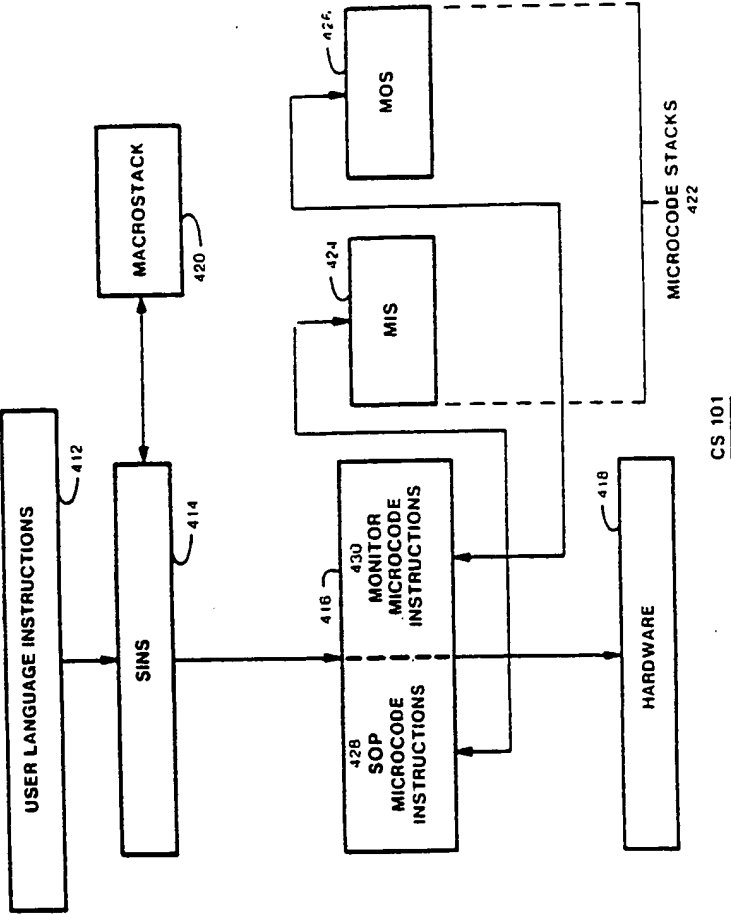 USER LANGUAGE INSTRUCTIONS
412
SINS
414
MACROSTACK
420
416
428
SOP
MICROCODE
INSTRUCTIONS
430
MONITOR
MICROCODE
INSTRUCTIONS
MIS
424
MOS
426
MICROCODE STACKS
422
HARDWARE
418
CS 101